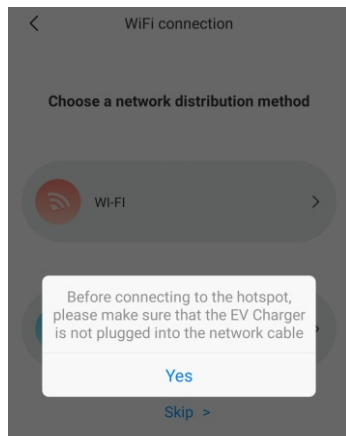 WiFi connection
Choose a network distribution method
WI-FI
Before connecting to the hotspot,
please make sure that the EV Charger
is not plugged into the network cable
Yes
Skip >